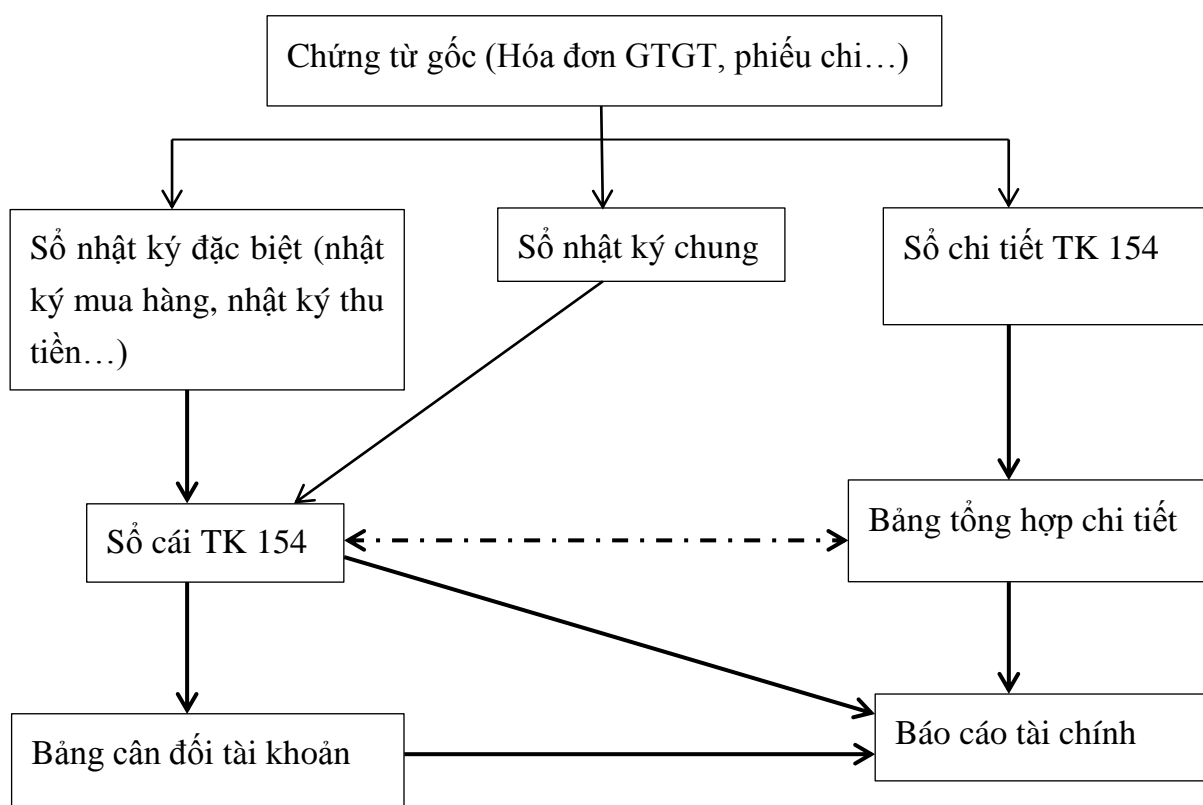 Chứng từ gốc (Hóa đơn GTGT, phiếu chi…)
Sổ nhật ký đặc biệt (nhật
ký mua hàng, nhật ký thu
tiền…)
Sổ nhật ký chung
Sổ chi tiết TK 154
Sổ cái TK 154
Bảng tổng hợp chi tiết
Bảng cân đối tài khoản
Báo cáo tài chính